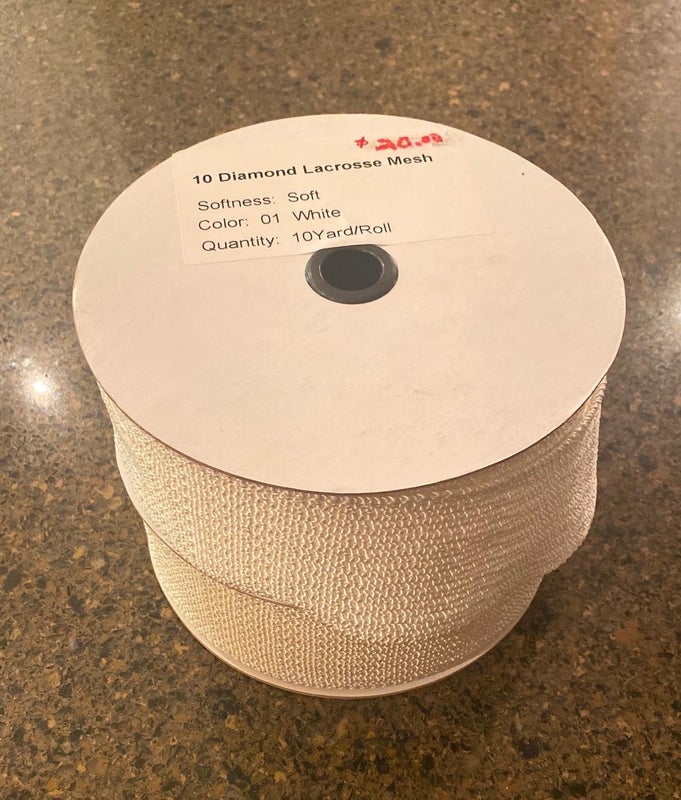 $20.00
10 Diamond Lacrosse Mesh
Softness: Soft
Color: 01 White
Quantity: 10Yard/Roll